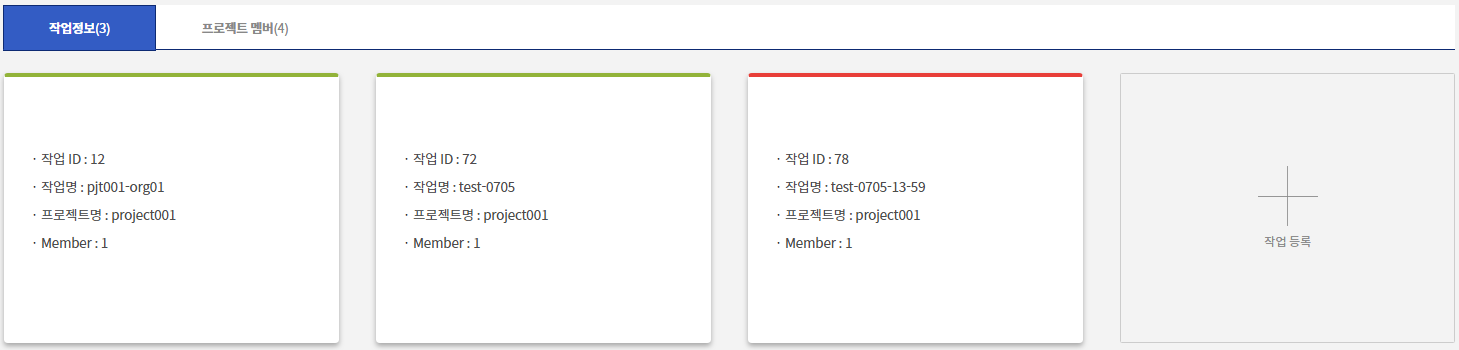 작업정보(3)
프로젝트 멤버(4)
· 작업 ID : 12
· 작업명 : pjt001-org01
· 프로젝트명 : project001
· Member : 1
· 작업 ID : 72
· 작업명 : test-0705
· 프로젝트명 : project001
· Member : 1
· 작업 ID : 78
· 작업명 : test-0705-13-59
· 프로젝트명 : project001
· Member : 1
작업 등록